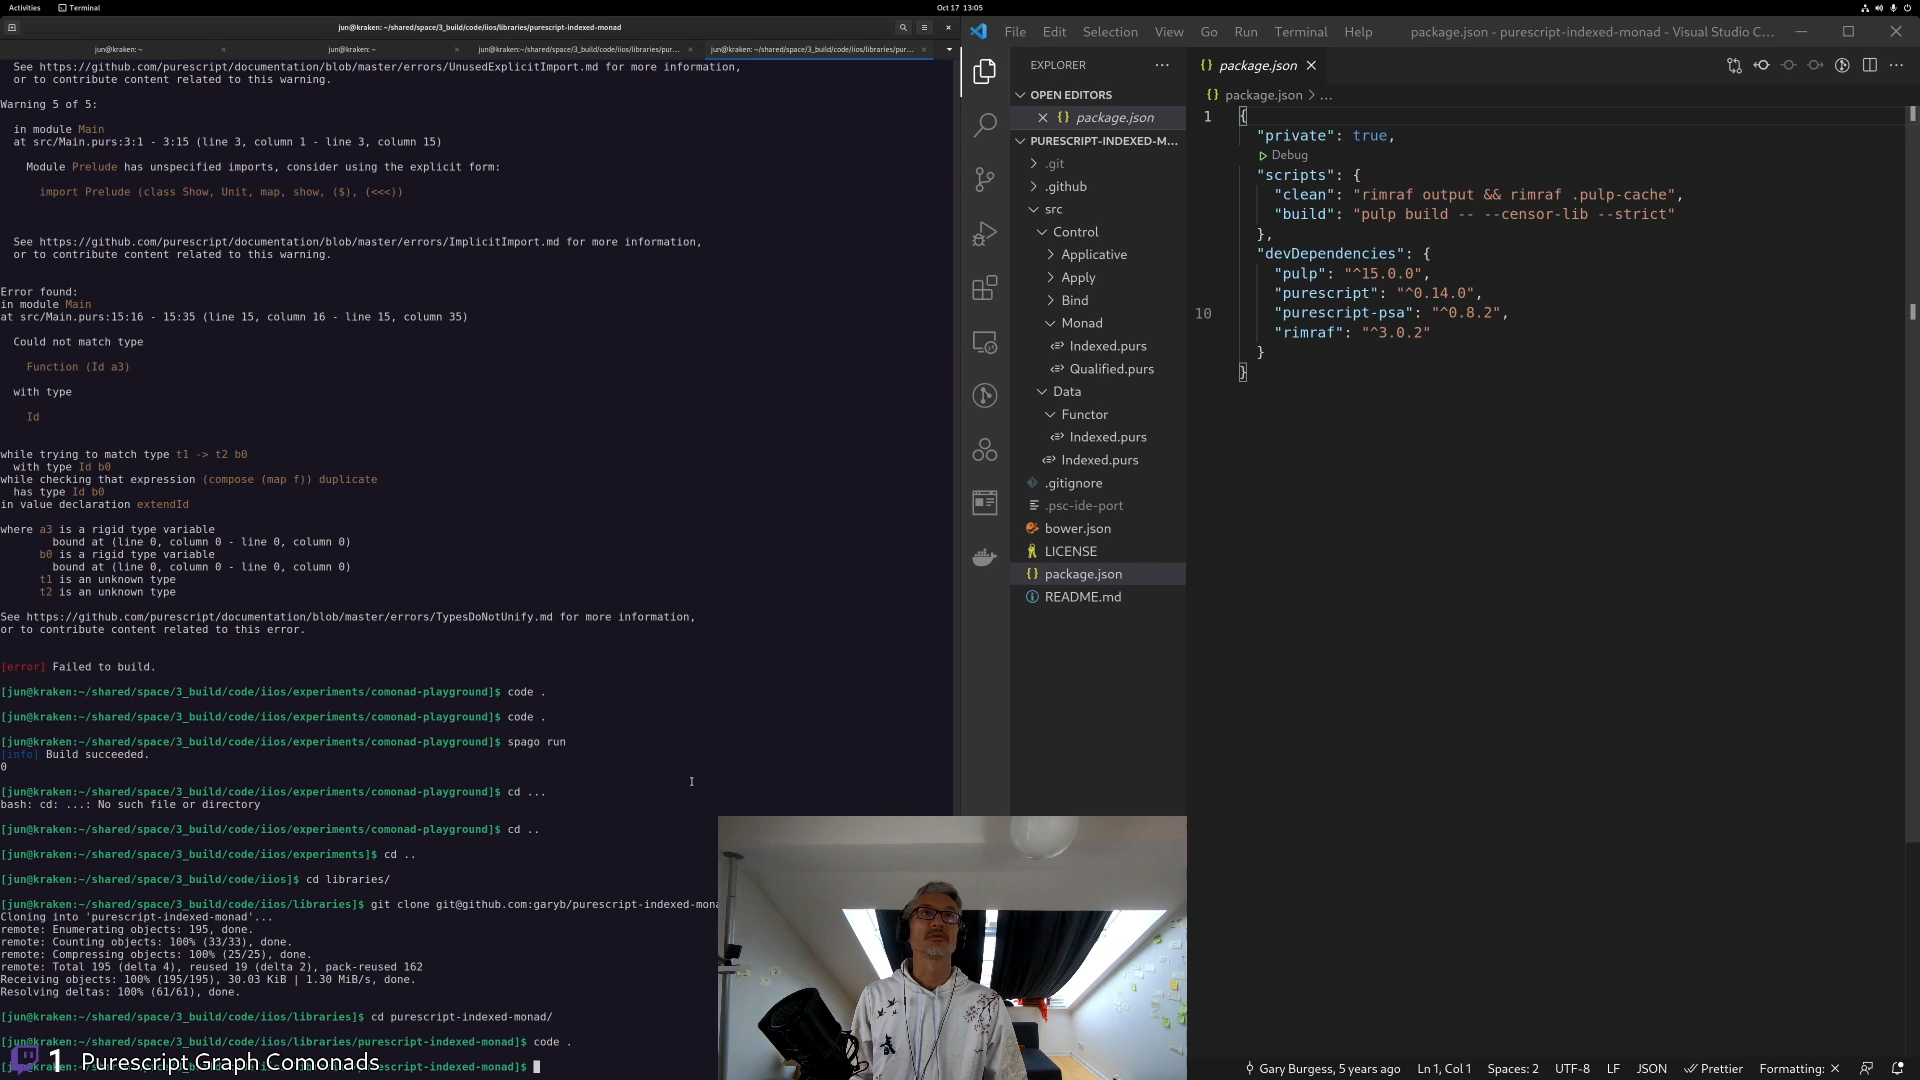 Activities
Terminal
Oct 17 13:05
jun@kraken: ~/shared/space/3_build/code/iios/libraries/purescript-indexed-monad
jun@kraken: ~
jun@kraken: ~
jun@kraken:~/shared/space/3_build/code/iios/libraries/pur...
jun@kraken: ~/shared/space/3_build/code/iios/libraries/pur...
See https://github.com/purescript/documentation/blob/master/errors/UnusedExplicitImport.md for more information,
or to contribute content related to this warning.
Warning 5 of 5:
in module Main
at src/Main.purs:3:1 - 3:15 (line 3, column 1 - line 3, column 15)
Module Prelude has unspecified imports, consider using the explicit form:
import Prelude (class Show, Unit, map, show, ($), (<<<))
See https://github.com/purescript/documentation/blob/master/errors/ImplicitImport.md for more information,
or to contribute content related to this warning.
Error found:
in module Main
at src/Main.purs:15:16 - 15:35 (line 15, column 16 - line 15, column 35)
Could not match type
Function (Id a3)
with type
Id
while trying to match type t1 -> t2 b0
with type Id b0
while checking that expression (compose (map f)) duplicate
has type Id b0
in value declaration extendId
where a3 is a rigid type variable
bound at (line 0, column 0 - line 0, column 0)
b0 is a rigid type variable
bound at (line 0, column 0 - line 0, column 0)
t1 is an unknown type
t2 is an unknown type
See https://github.com/purescript/documentation/blob/master/errors/TypesDoNotUnify.md for more information,
or to contribute content related to this error.
[error] Failed to build.
[jun@kraken:~/shared/space/3_build/code/iios/experiments/comonad-playground]$ code .
[jun@kraken:~/shared/space/3_build/code/iios/experiments/comonad-playground]$ code .
[jun@kraken:~/shared/space/3_build/code/iios/experiments/comonad-playground]$ spago run
[info] Build succeeded.
0
[jun@kraken:~/shared/space/3_build/code/iios/experiments/comonad-playground]$ cd ...
bash: cd: ...: No such file or directory
[jun@kraken:~/shared/space/3_build/code/iios/experiments/comonad-playground]$ cd ..
[jun@kraken:~/shared/space/3_build/code/iios/experiments]$ cd ..
[jun@kraken:~/shared/space/3_build/code/iios]$ cd libraries/
[jun@kraken:~/shared/space/3_build/code/iios/libraries]$ git clone git@github.com:garyb/purescript-indexed-mona
Cloning into 'purescript-indexed-monad'...
remote: Enumerating objects: 195, done.
remote: Counting objects: 100% (33/33), done.
remote: Compressing objects: 100% (25/25), done.
remote: Total 195 (delta 4), reused 19 (delta 2), pack-reused 162
Receiving objects: 100% (195/195), 30.03 KiB | 1.30 MiB/s, done.
Resolving deltas: 100% (61/61), done.
[jun@kraken:~/shared/space/3_build/code/iios/libraries]$ cd purescript-indexed-monad/
[jun@kraken:~/shared/space/3_build/code/iios/libraries/purescript-indexed-monad]$ code .
1 Purescript Graph Comonads
File Edit Selection View Go Run Terminal Help
package.json - purescript-indexed-monad - Visual Studio C...
EXPLORER
OPEN EDITORS
package.json
PURESCRIPT-INDEXED-M...
.git
.github
src
Control
Applicative
Apply
Bind
Monad
Indexed.purs
Qualified.purs
Data
Functor
Indexed.purs
Indexed.purs
.gitignore
.psc-ide-port
bower.json
LICENSE
package.json
README.md
package.json
package.json > ...
1 {
"private": true,
Debug
"scripts": {
"clean": "rimraf output && rimraf .pulp-cache",
"build": "pulp build -- --censor-lib --strict"
},
"devDependencies": {
"pulp": "^15.0.0",
"purescript": "^0.14.0",
10 "purescript-psa": "^0.8.2",
"rimraf": "^3.0.2"
}
}
Gary Burgess, 5 years ago
Ln 1, Col 1
Spaces: 2
UTF-8
LF
JSON
Prettier
Formatting: ×